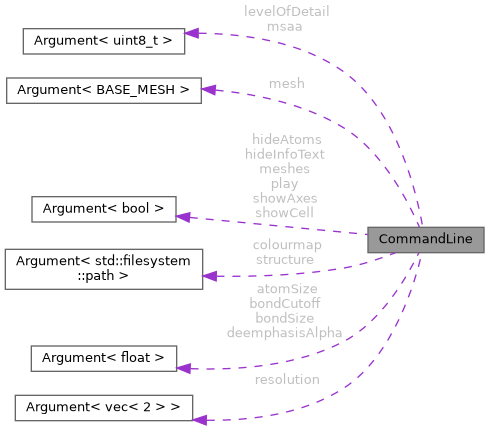 levelOfDetail
msaa
Argument< uint8_t >
mesh
Argument< BASE_MESH >
hideAtoms
hideInfoText
meshes
play
showAxes
showCell
Argument< bool >
CommandLine
colourmap
structure
Argument< std::filesystem
::path >
atomSize
bondCutoff
bondSize
deemphasisAlpha
Argument< float >
resolution
Argument< vec< 2 > >